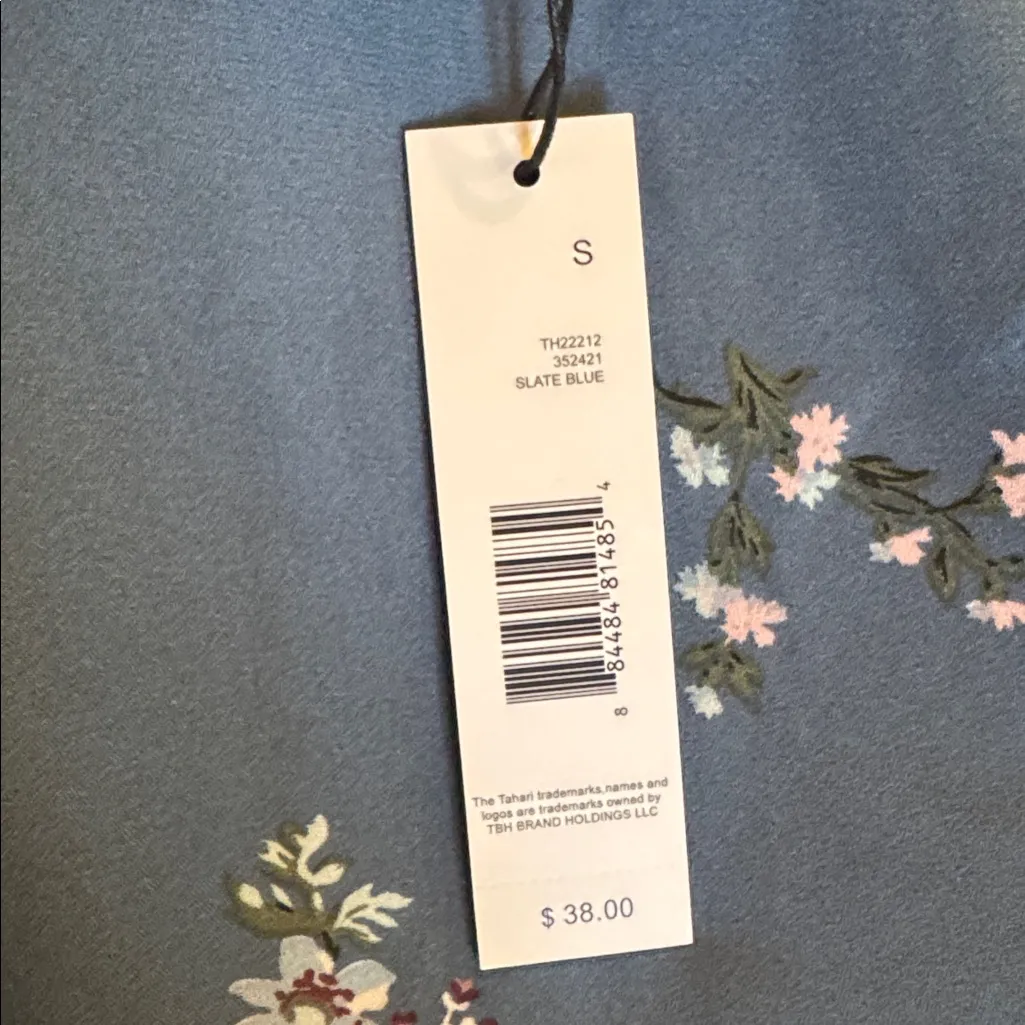 S
TH22212
352421
SLATE BLUE
8 84484 81485 4
The Tahari trademarks,names and
logos are trademarks owned by
TBH BRAND HOLDINGS LLC
$ 38.00